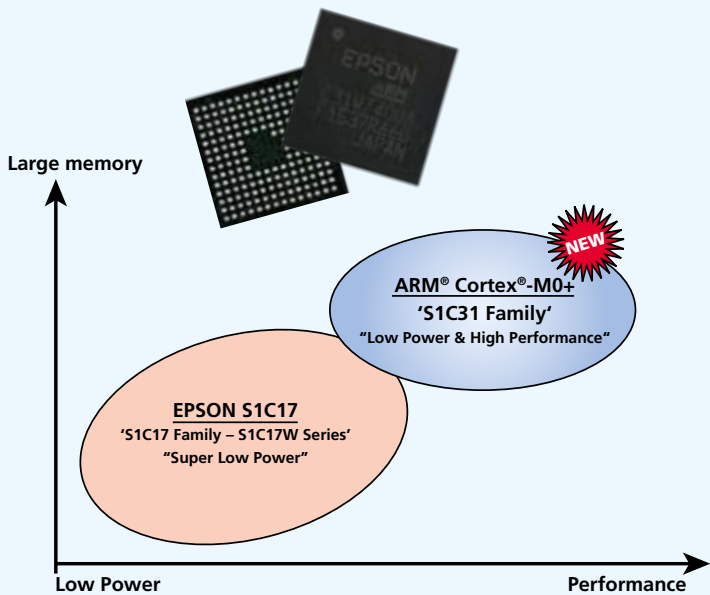 EPSON
JAPAN
Large memory
NEW
ARM® Cortex®-M0+
‘S1C31 Family‘
“Low Power & High Performance“
EPSON S1C17
‘S1C17 Family – S1C17W Series’
“Super Low Power”
Low Power
Performance